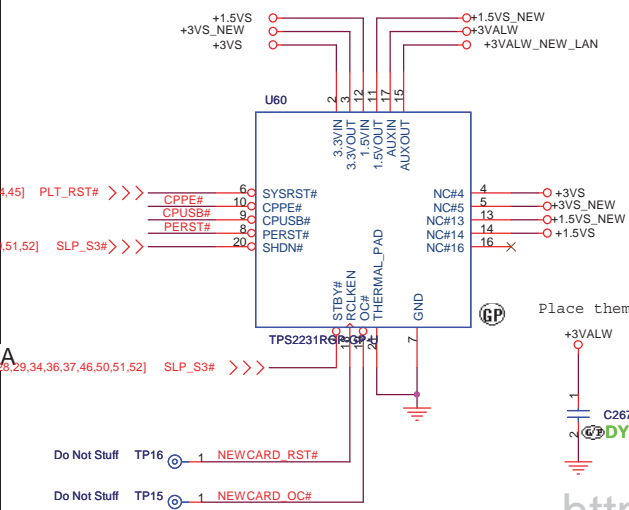 +1.5VS
+3VS_NEW
+3VS
+1.5VS_NEW
+3VALW
+3VALW_NEW_LAN
U60
2
3
12
11
17
15
3.3VIN
3.3VOUT
1.5VIN
1.5VOUT
AUXIN
AUXOUT
4,45] PLT_RST#
6
SYSRST#
CPPE#
10
CPPE#
CPUSB#
9
CPUSB#
PERST#
8
PERST#
,51,52] SLP_S3#
20
SHDN#
NC#4
4
+3VS
NC#5
5
+3VS_NEW
NC#13
13
+1.5VS_NEW
NC#14
14
+1.5VS
NC#16
16
STBY#
RCLKEN
OC#
THERMAL_PAD
GND
GP
TPS2231RGP-GP-U
7
Place them
+3VALW
1
2
C267
GP DY
A
28,29,34,36,37,46,50,51,52] SLP_S3#
Do Not Stuff TP16 1 NEWCARD_RST#
Do Not Stuff TP15 1 NEWCARD_OC#